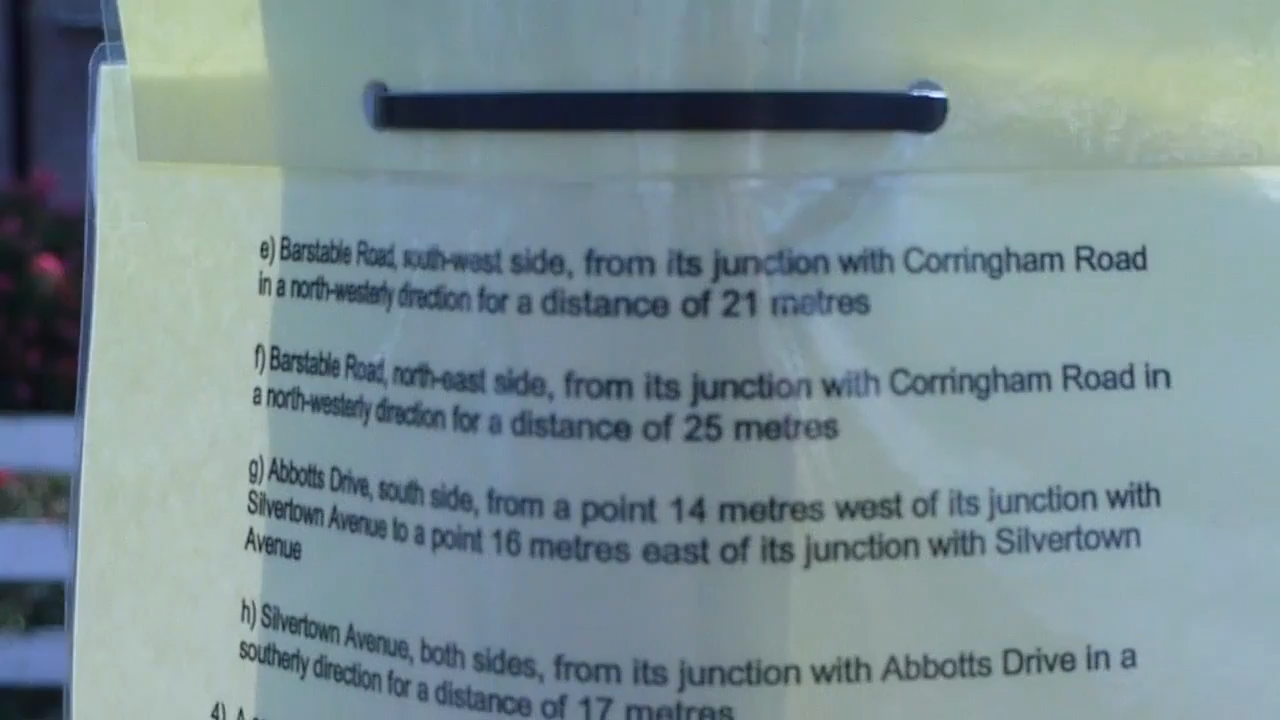 e) Barstable Road, south-west side, from its junction with Corringham Road
in a north-westerly direction for a distance of 21 metres
f) Barstable Road, north-east side, from its junction with Corringham Road in
a north-westerly direction for a distance of 25 metres
g) Abbotts Drive, south side, from a point 14 metres west of its junction with
Silvertown Avenue to a point 16 metres east of its junction with Silvertown
Avenue
h) Silvertown Avenue, both sides, from its junction with Abbotts Drive in a
southerly direction for a distance of 17 metres
4)